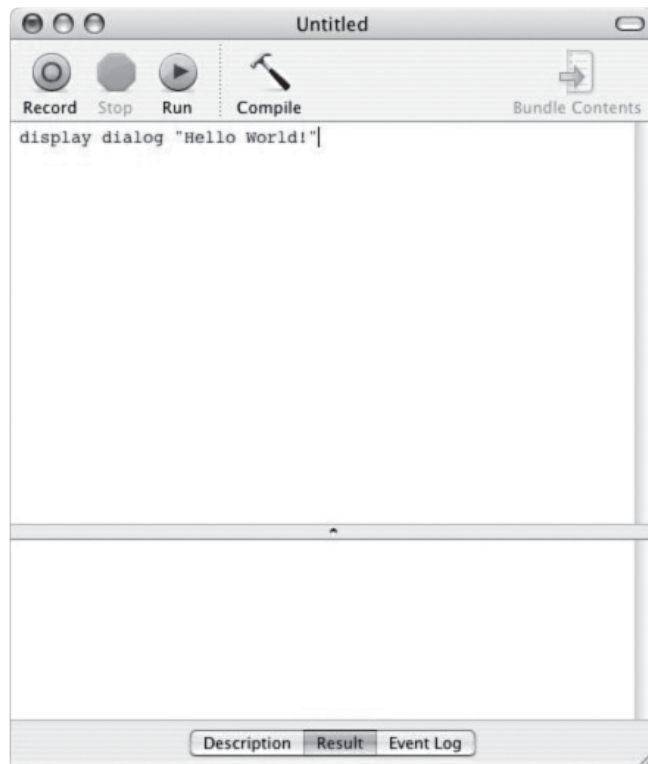 Untitled
Record Stop Run Compile Bundle Contents
display dialog "Hello World!"
Description Result Event Log